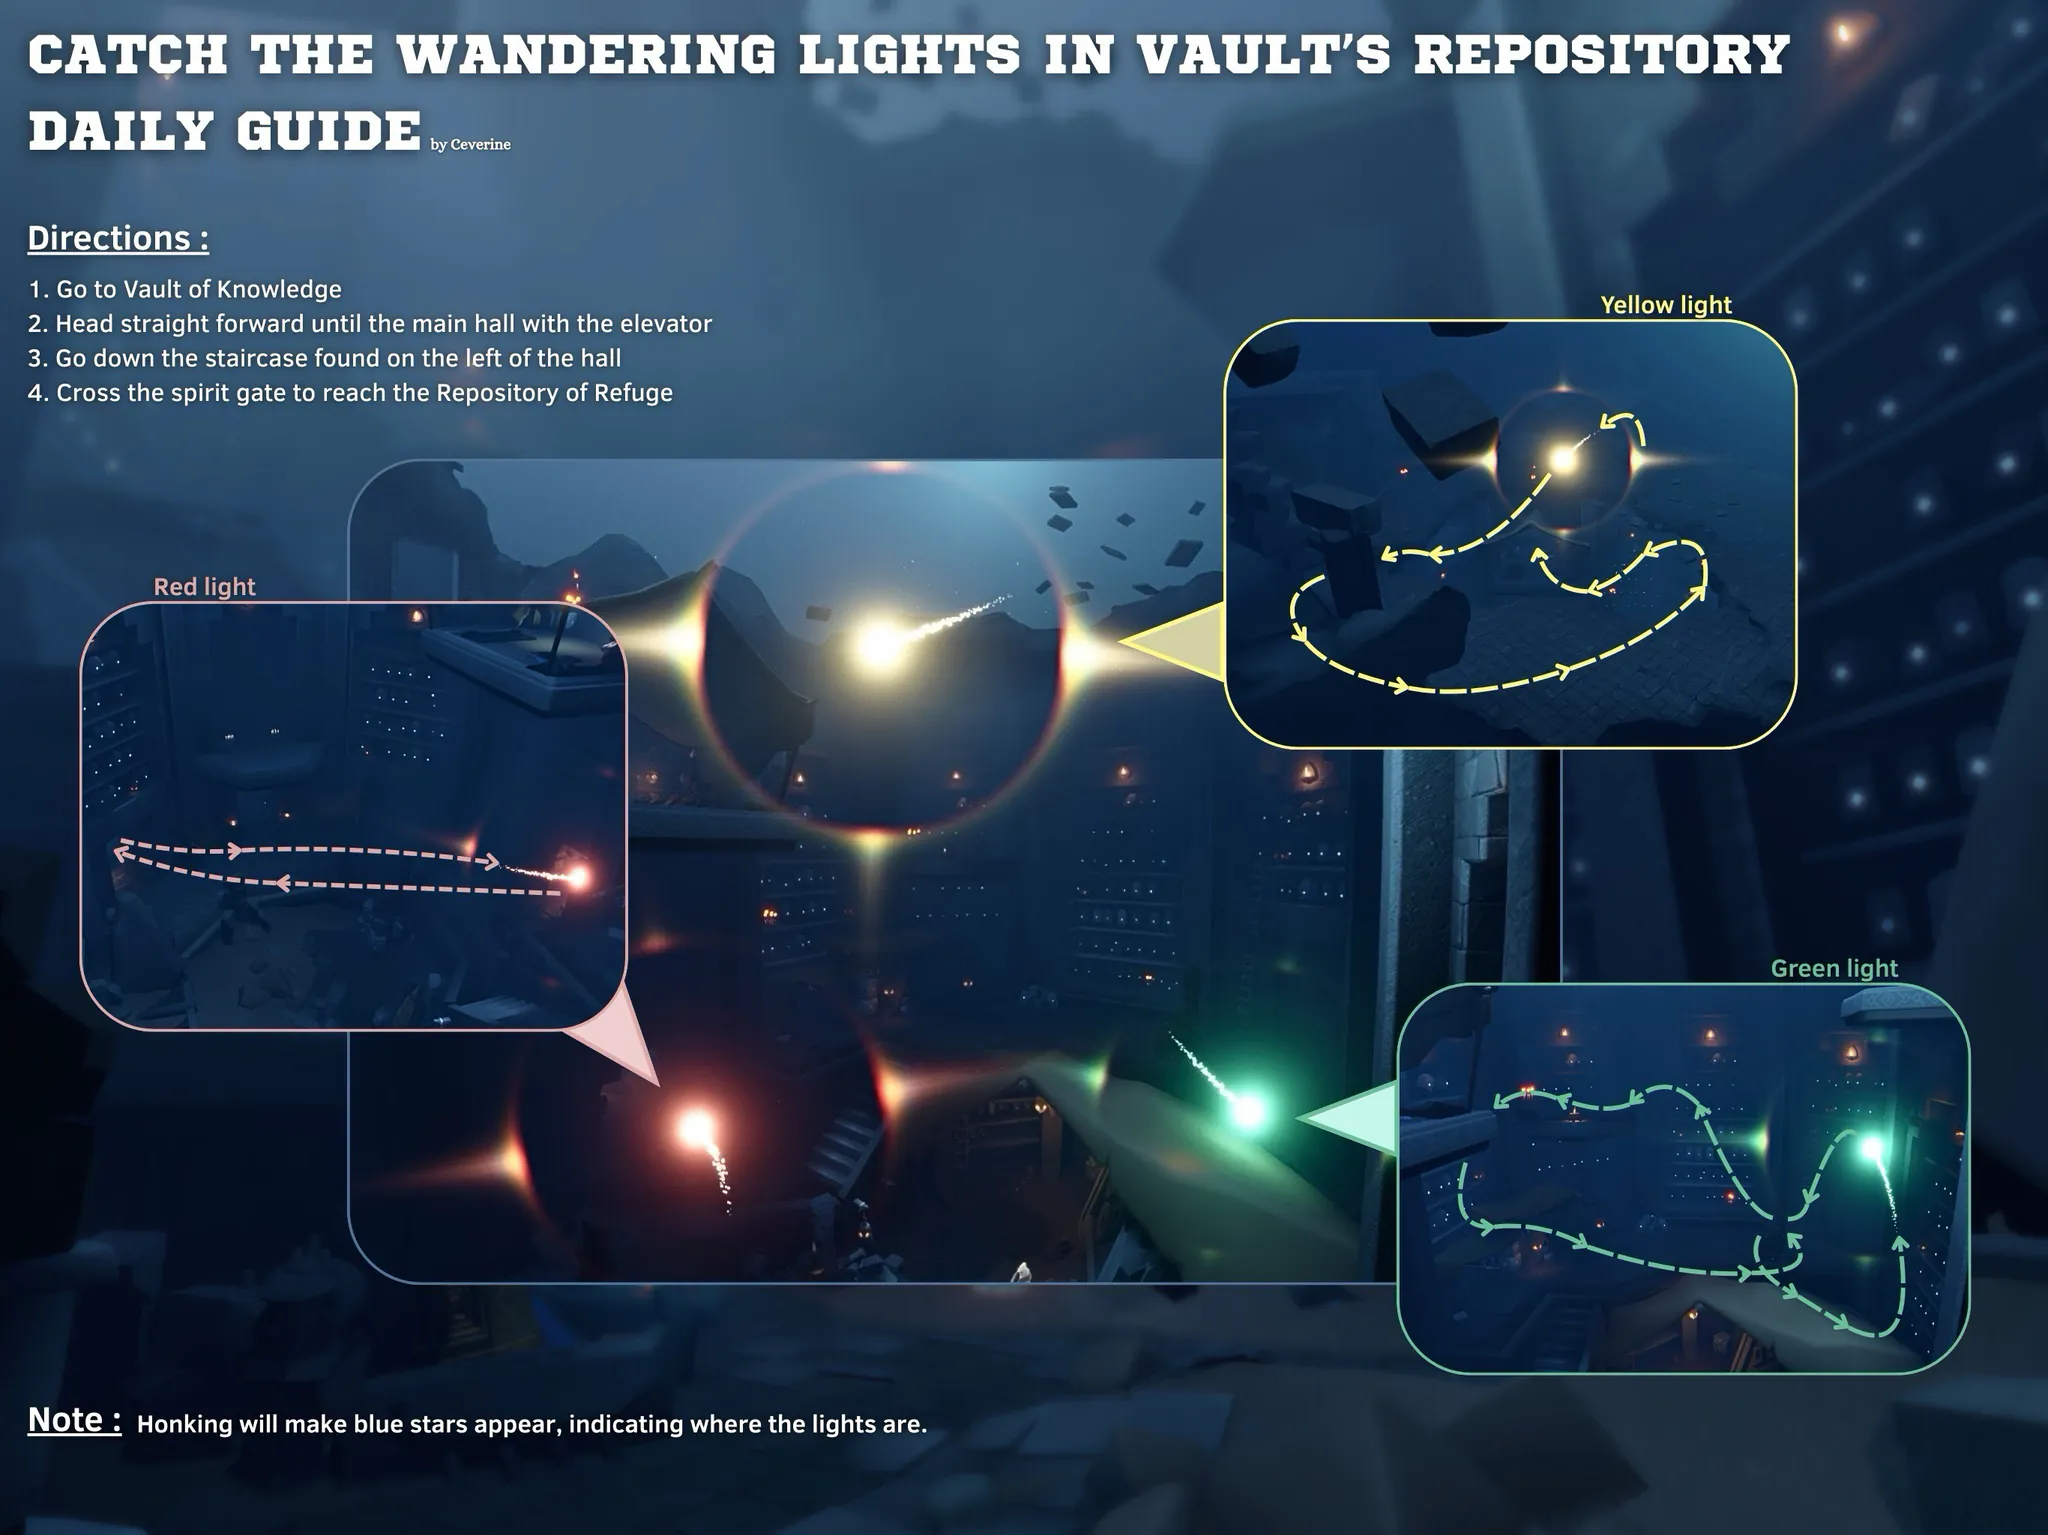 CATCH THE WANDERING LIGHTS IN VAULT'S REPOSITORY
DAILY GUIDE by Ceverine
Directions :
1. Go to Vault of Knowledge
2. Head straight forward until the main hall with the elevator
3. Go down the staircase found on the left of the hall
4. Cross the spirit gate to reach the Repository of Refuge
Yellow light
Red light
Green light
Note : Honking will make blue stars appear, indicating where the lights are.